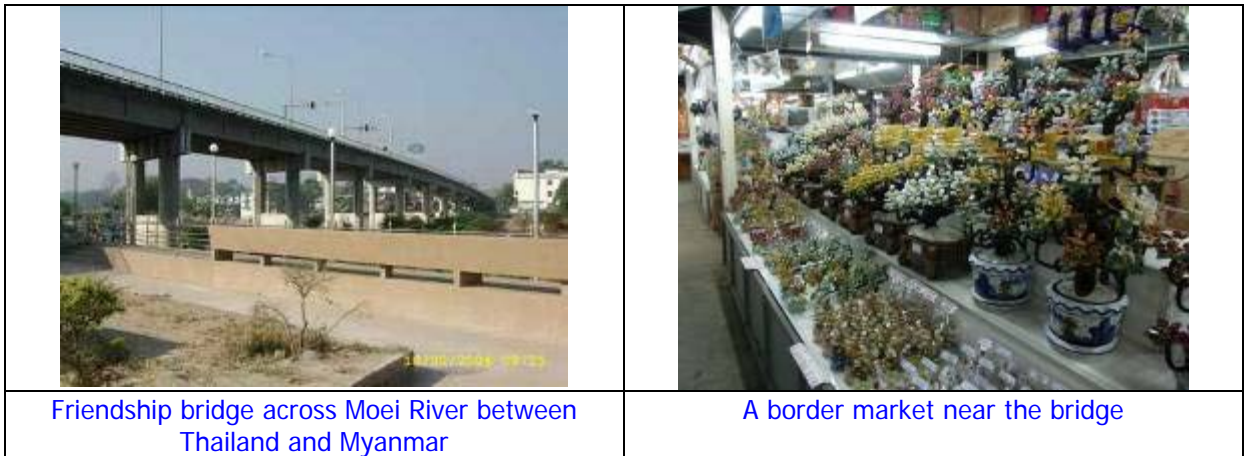 Friendship bridge across Moei River between
Thailand and Myanmar
A border market near the bridge